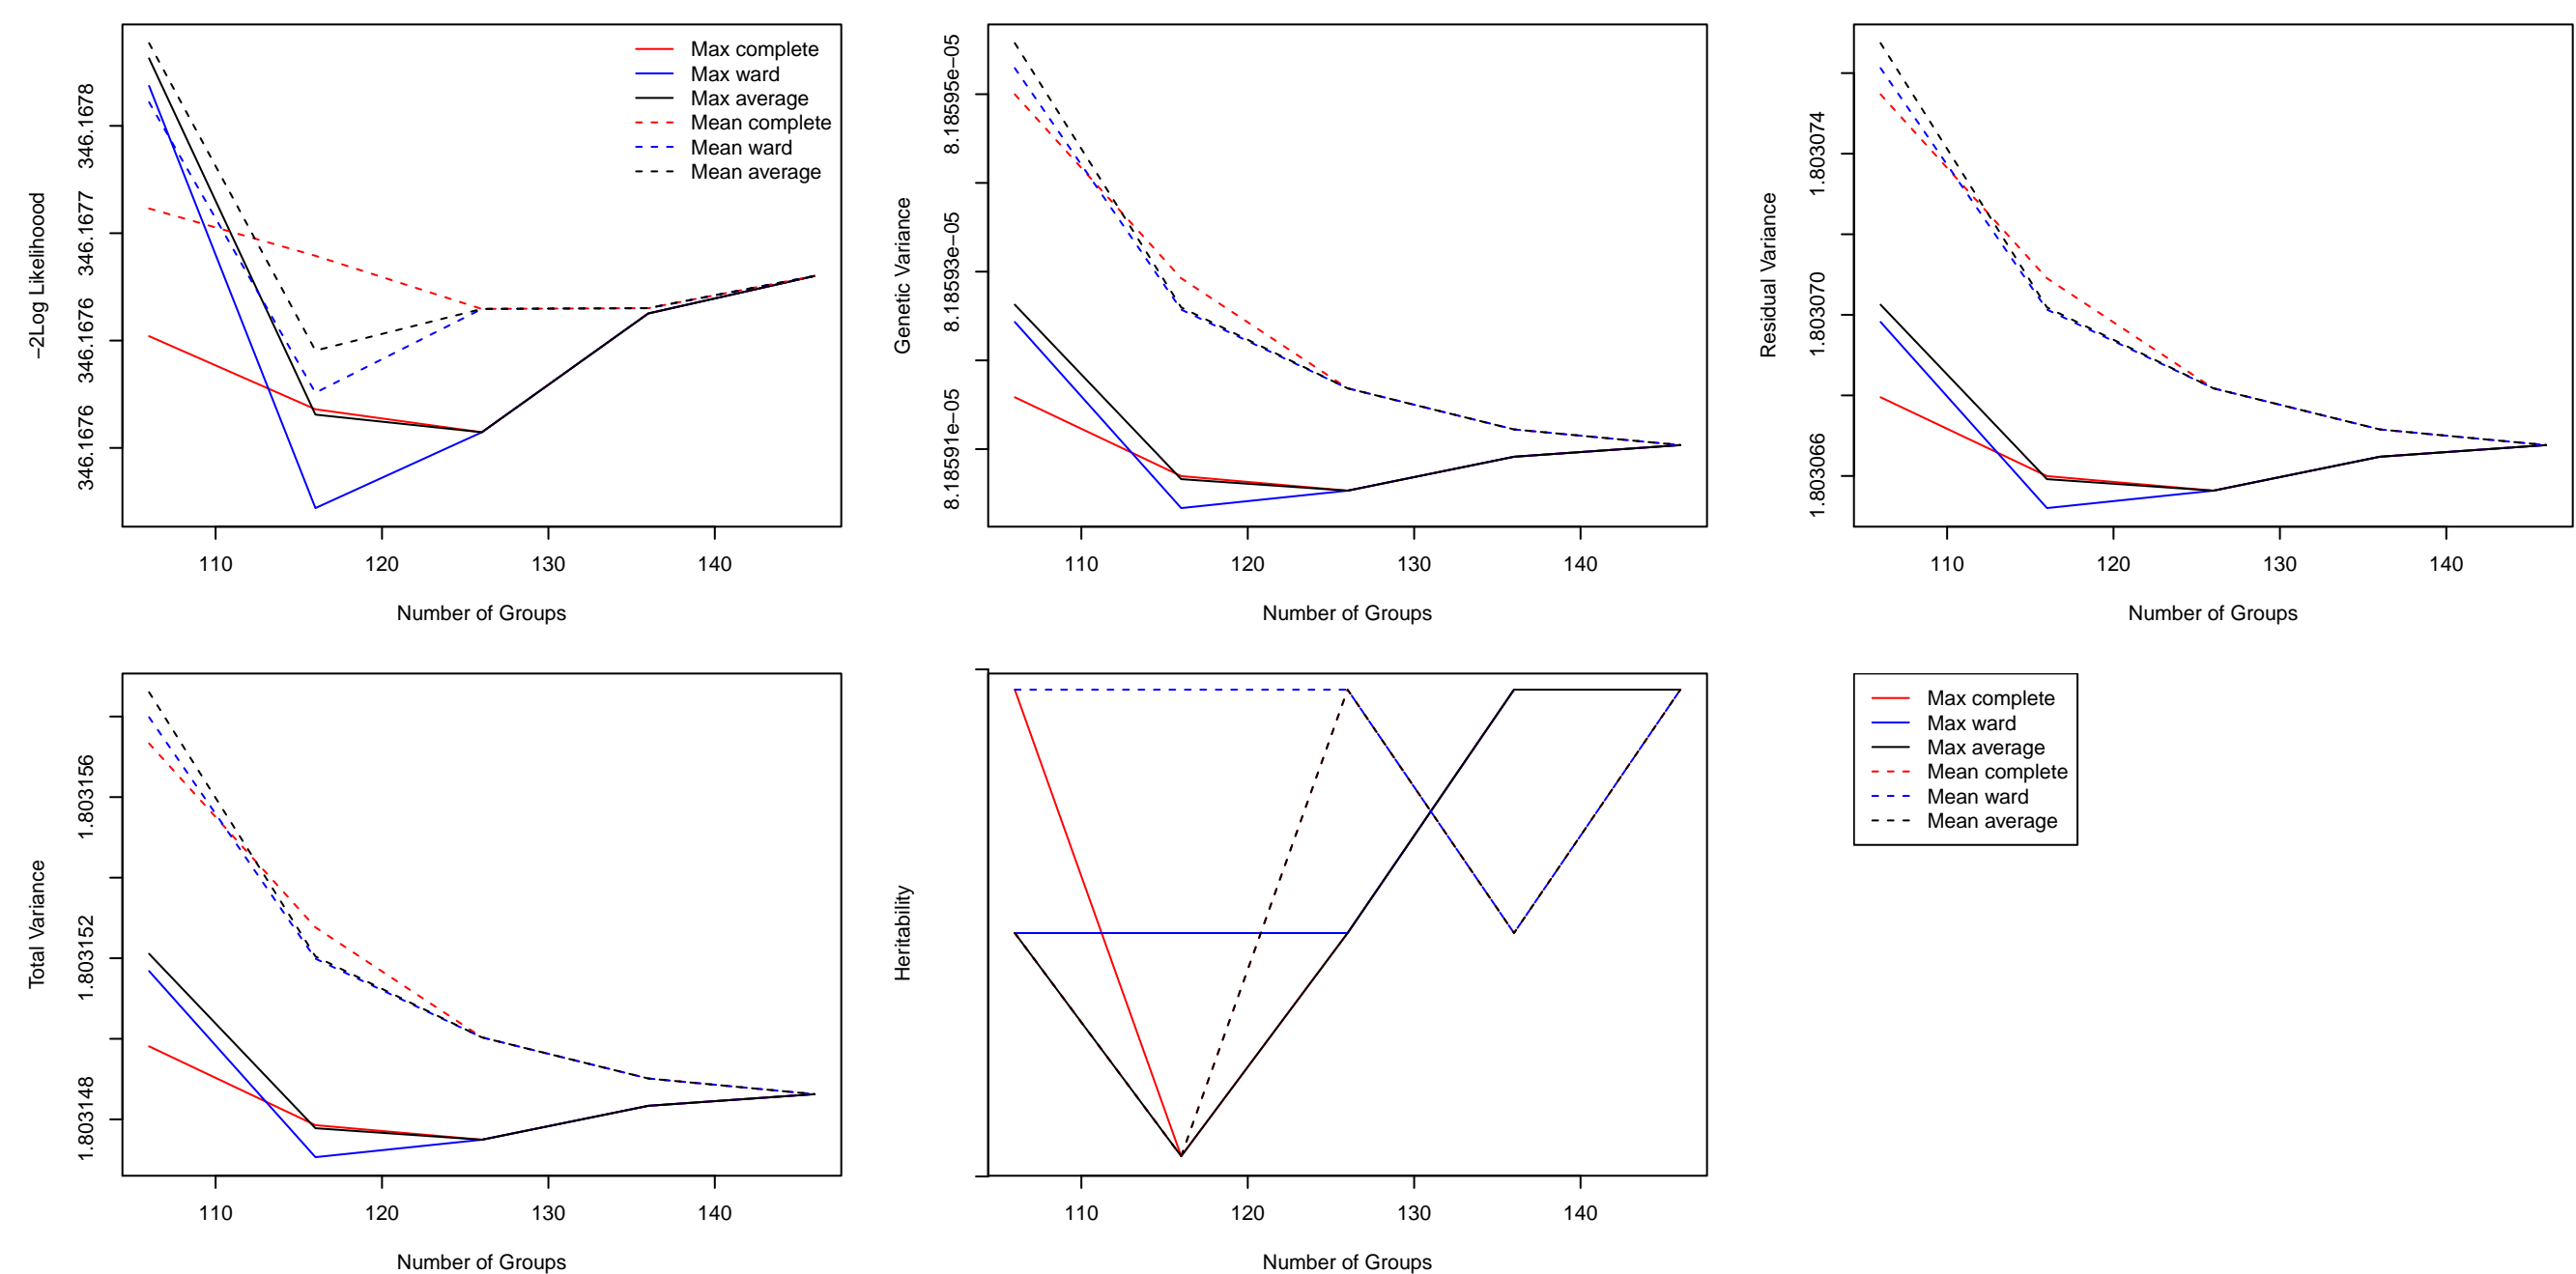 −2Log Likelihood
346.1676
346.1676
346.1677
346.1678
Max complete
Max ward
Max average
Mean complete
Mean ward
Mean average
110
120
130
140
Number of Groups
Genetic Variance
8.18591e−05
8.18593e−05
8.18595e−05
110
120
130
140
Number of Groups
Residual Variance
1.803066
1.803070
1.803074
110
120
130
140
Number of Groups
Total Variance
1.803148
1.803152
1.803156
110
120
130
140
Number of Groups
Heritability
110
120
130
140
Number of Groups
Max complete
Max ward
Max average
Mean complete
Mean ward
Mean average